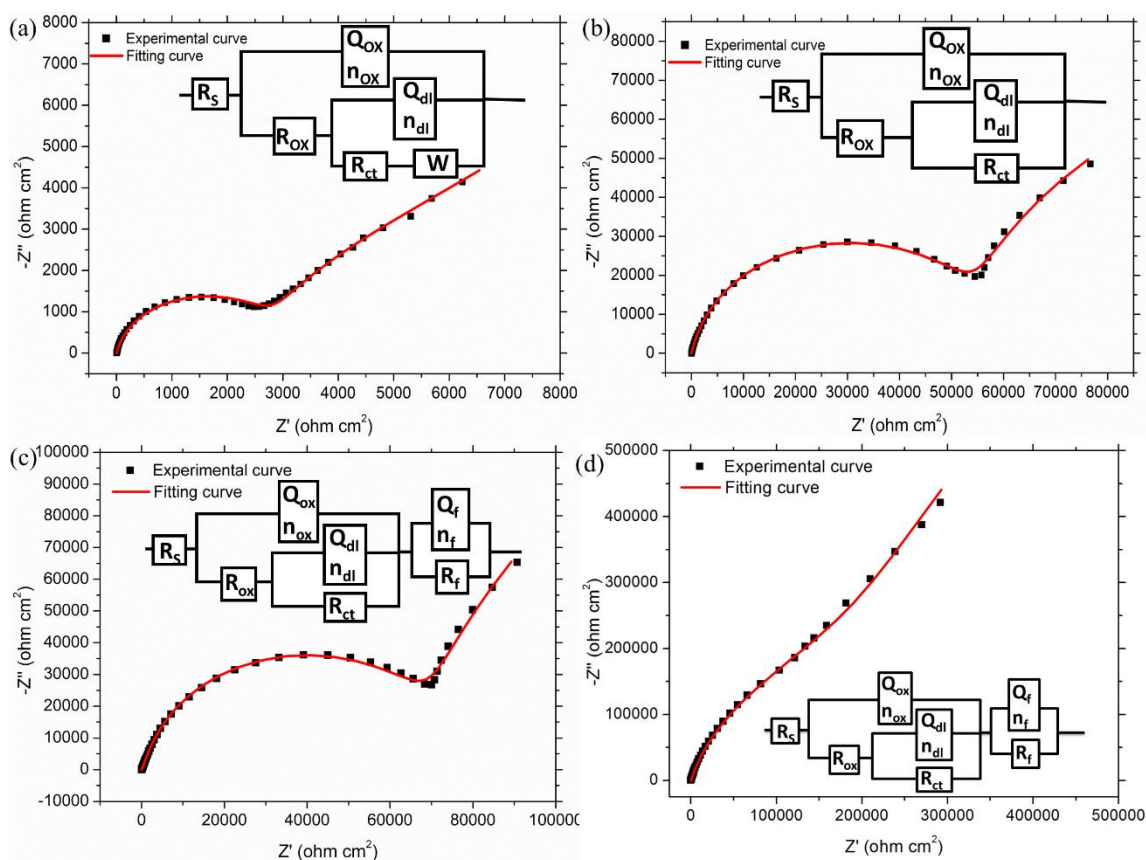 (a)
Experimental curve
Fitting curve
Q_OX
n_OX
R_S
Q_dl
n_dl
R_OX
R_ct W
-Z'' (ohm cm²)
8000
7000
6000
5000
4000
3000
2000
1000
0
0 1000 2000 3000 4000 5000 6000 7000 8000
Z' (ohm cm²)
(b)
Experimental curve
Fitting curve
Q_OX
n_OX
R_S
Q_dl
n_dl
R_OX
R_ct
-Z'' (ohm cm²)
80000
70000
60000
50000
40000
30000
20000
10000
0
0 10000 20000 30000 40000 50000 60000 70000 80000
Z' (ohm cm²)
(c)
Experimental curve
Fitting curve
Q_ox
n_ox
Q_f
n_f
R_S
Q_dl
n_dl
R_ox
R_f
R_ct
-Z'' (ohm cm²)
100000
90000
80000
70000
60000
50000
40000
30000
20000
10000
0
-10000
0 20000 40000 60000 80000 100000
Z' (ohm cm²)
(d)
Experimental curve
Fitting curve
Q_ox
n_ox
Q_f
n_f
R_S
Q_dl
n_dl
R_ox
R_f
R_ct
-Z'' (ohm cm²)
500000
400000
300000
200000
100000
0
0 100000 200000 300000 400000 500000
Z' (ohm cm²)